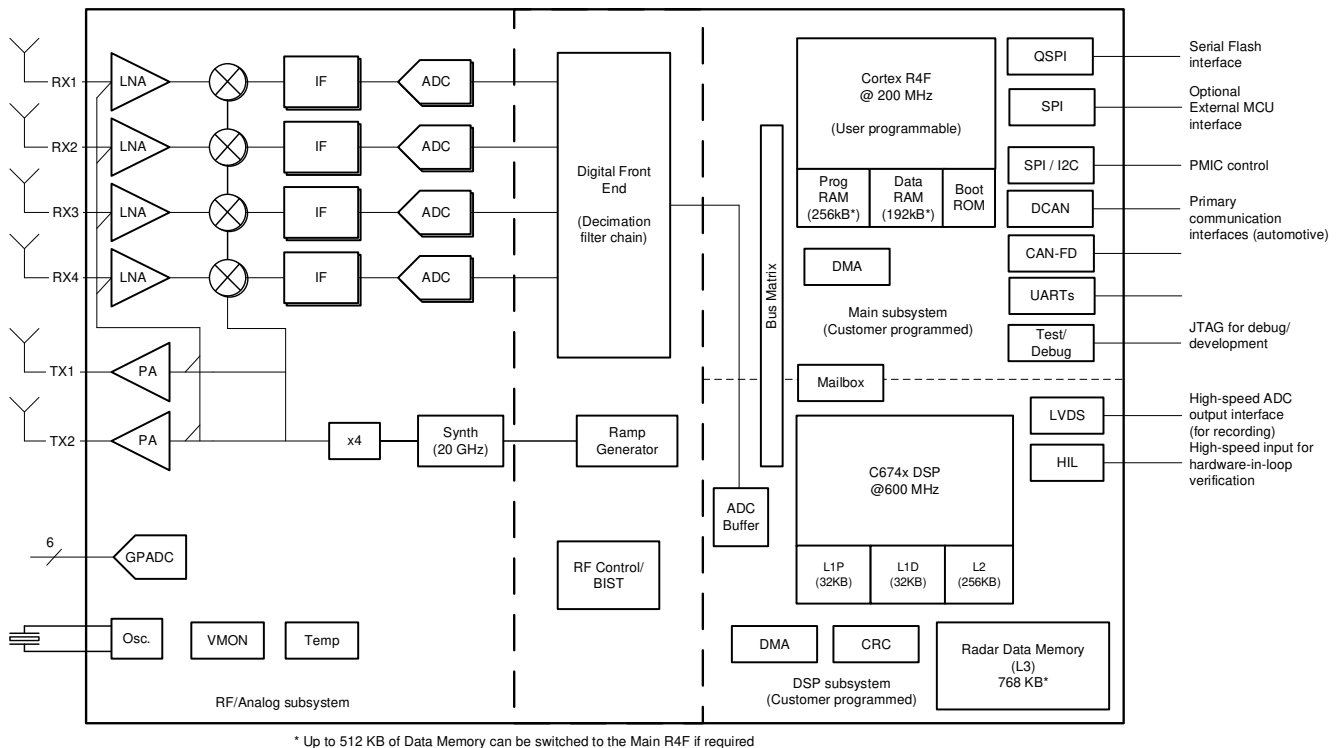 RX1
LNA
IF
ADC
RX2
LNA
IF
ADC
RX3
LNA
IF
ADC
RX4
LNA
IF
ADC
TX1
PA
TX2
PA
x4
Synth
(20 GHz)
Ramp
Generator
6
GPADC
Osc.
VMON
Temp
RF/Analog subsystem
Digital Front
End
(Decimation
filter chain)
RF Control/
BIST
ADC
Buffer
Bus Matrix
Cortex R4F
@ 200 MHz
(User programmable)
Prog
RAM
(256kB*)
Data
RAM
(192kB*)
Boot
ROM
DMA
Main subsystem
(Customer programmed)
Mailbox
C674x DSP
@600 MHz
L1P
(32KB)
L1D
(32KB)
L2
(256KB)
DMA
CRC
DSP subsystem
(Customer programmed)
Radar Data Memory
(L3)
768 KB*
QSPI
SPI
SPI / I2C
DCAN
CAN-FD
UARTs
Test/
Debug
LVDS
HIL
Serial Flash
interface
Optional
External MCU
interface
PMIC control
Primary
communication
interfaces (automotive)
JTAG for debug/
development
High-speed ADC
output interface
(for recording)
High-speed input for
hardware-in-loop
verification
* Up to 512 KB of Data Memory can be switched to the Main R4F if required